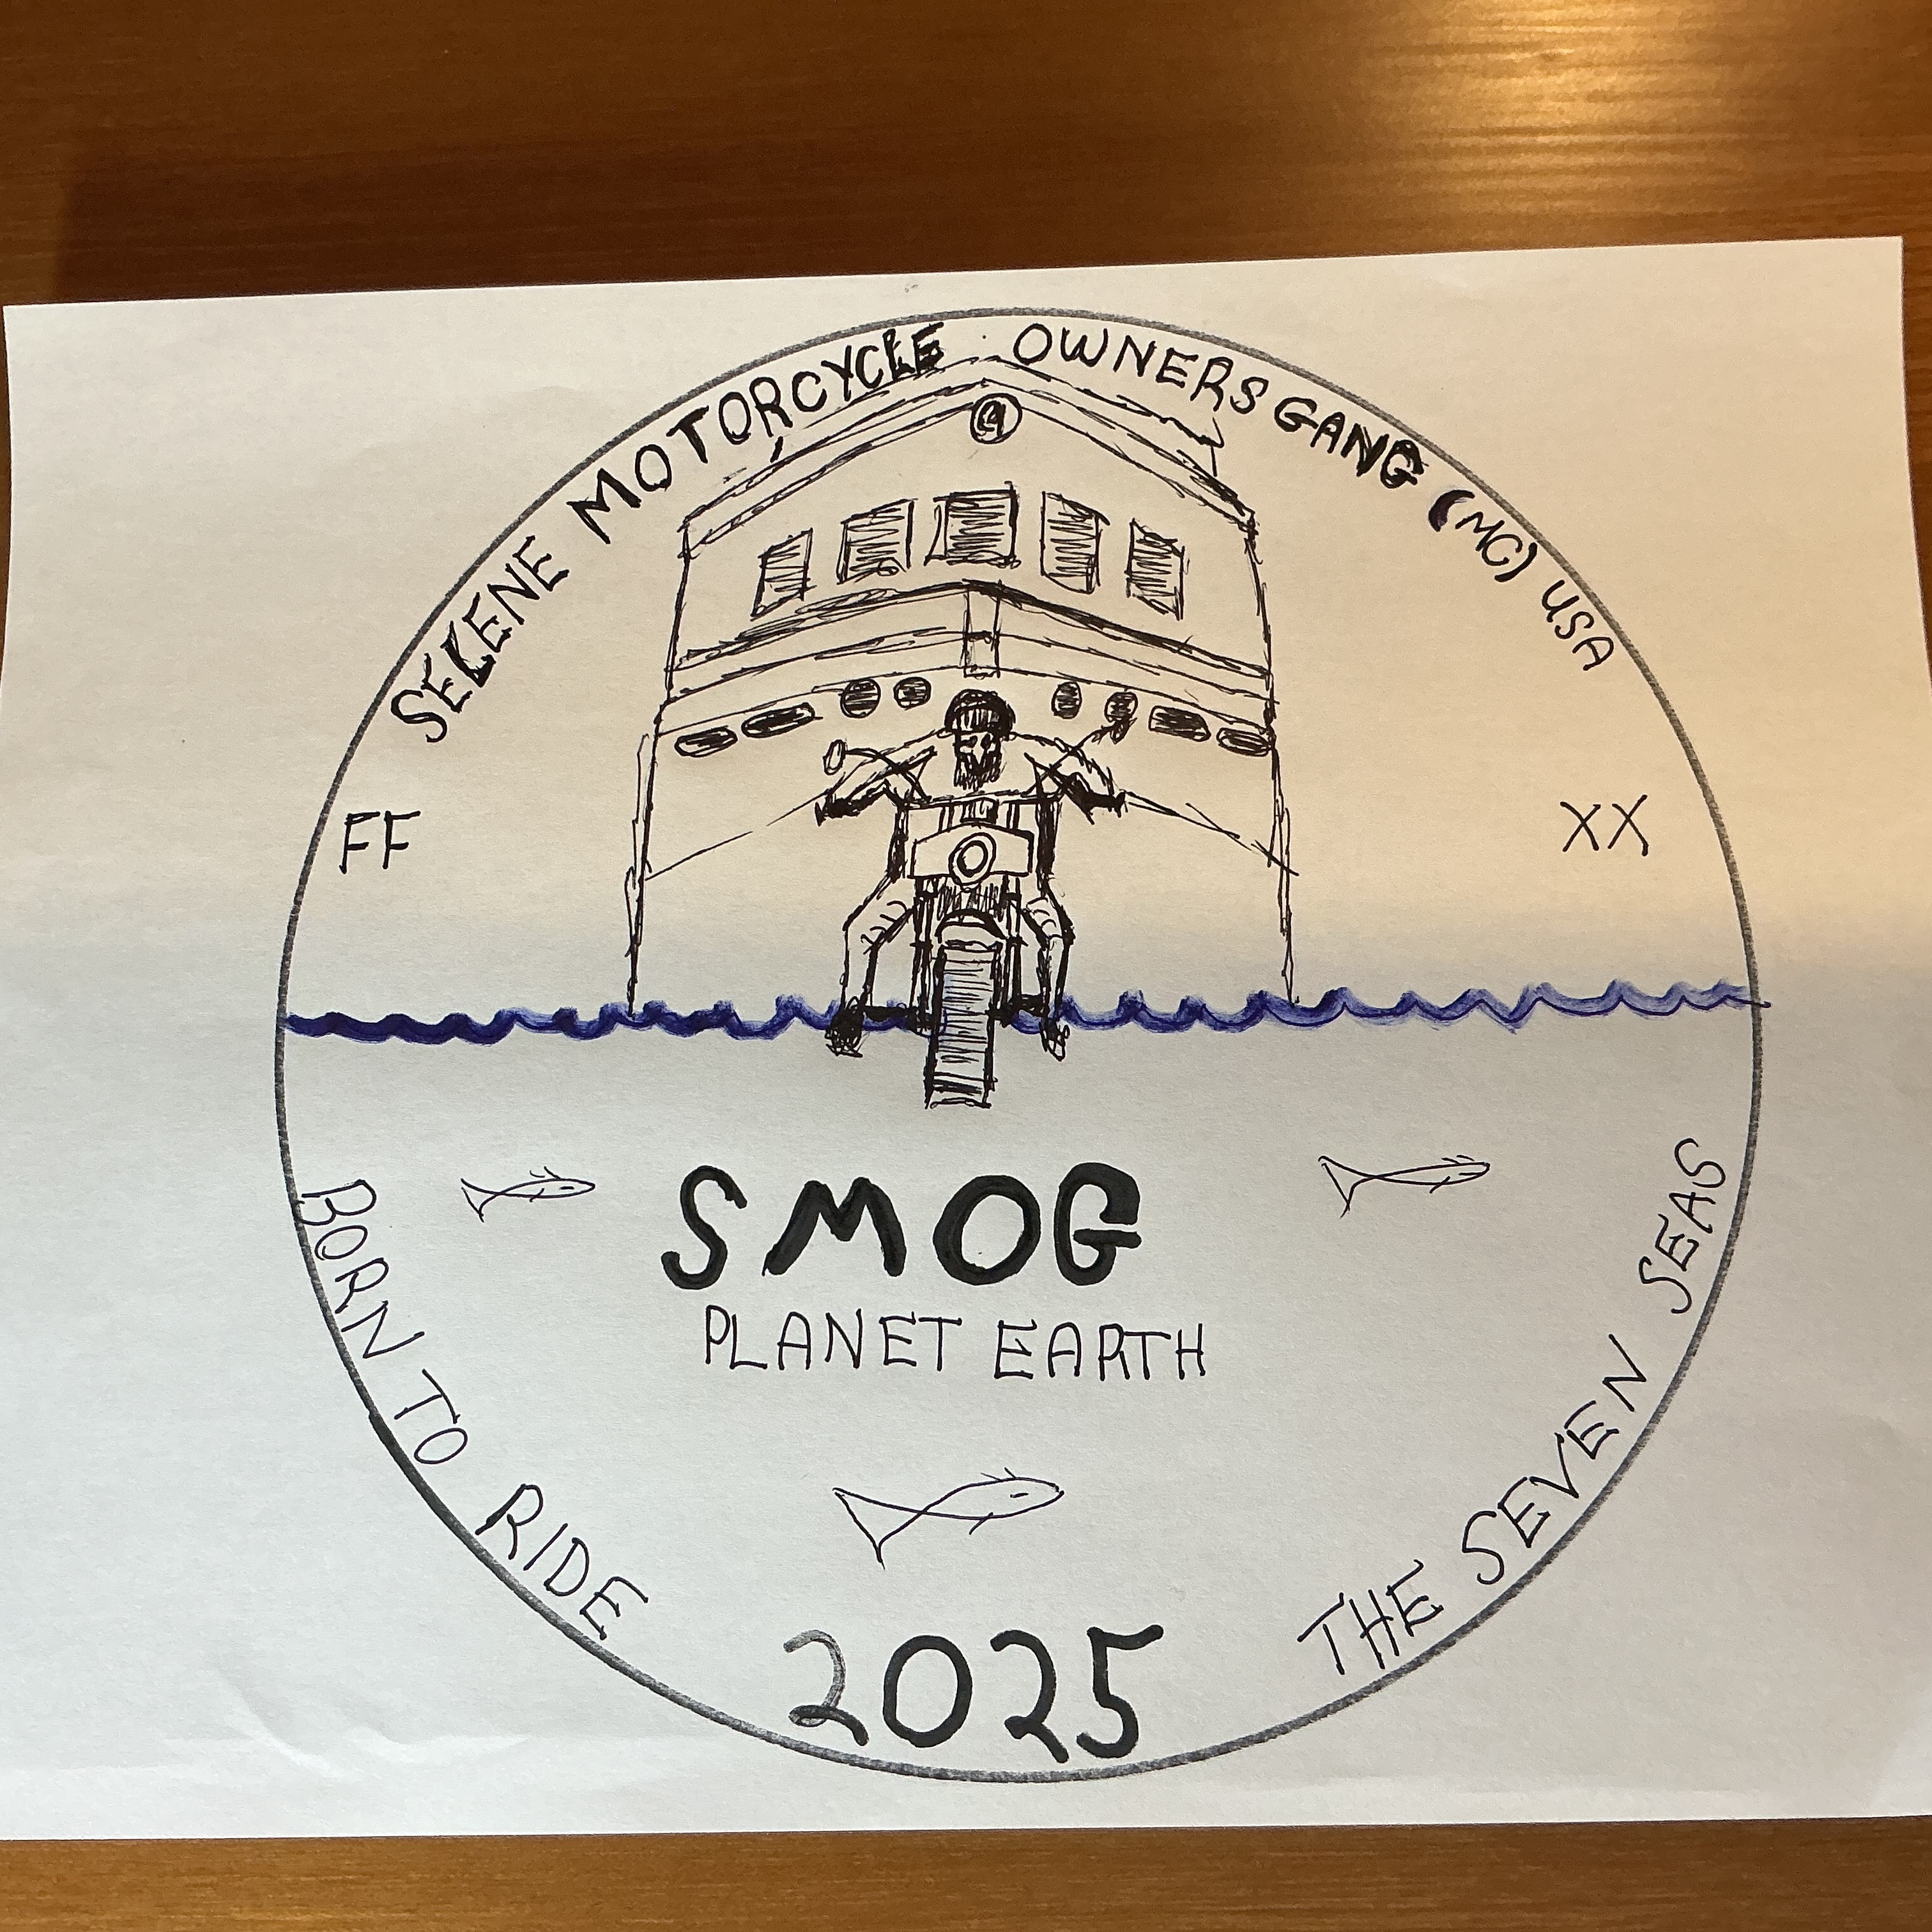 SELENE MOTORCYCLE OWNERS GANG (MC) USA
FF
XX
SMOG
PLANET EARTH
BORN TO RIDE
THE SEVEN SEAS
2025